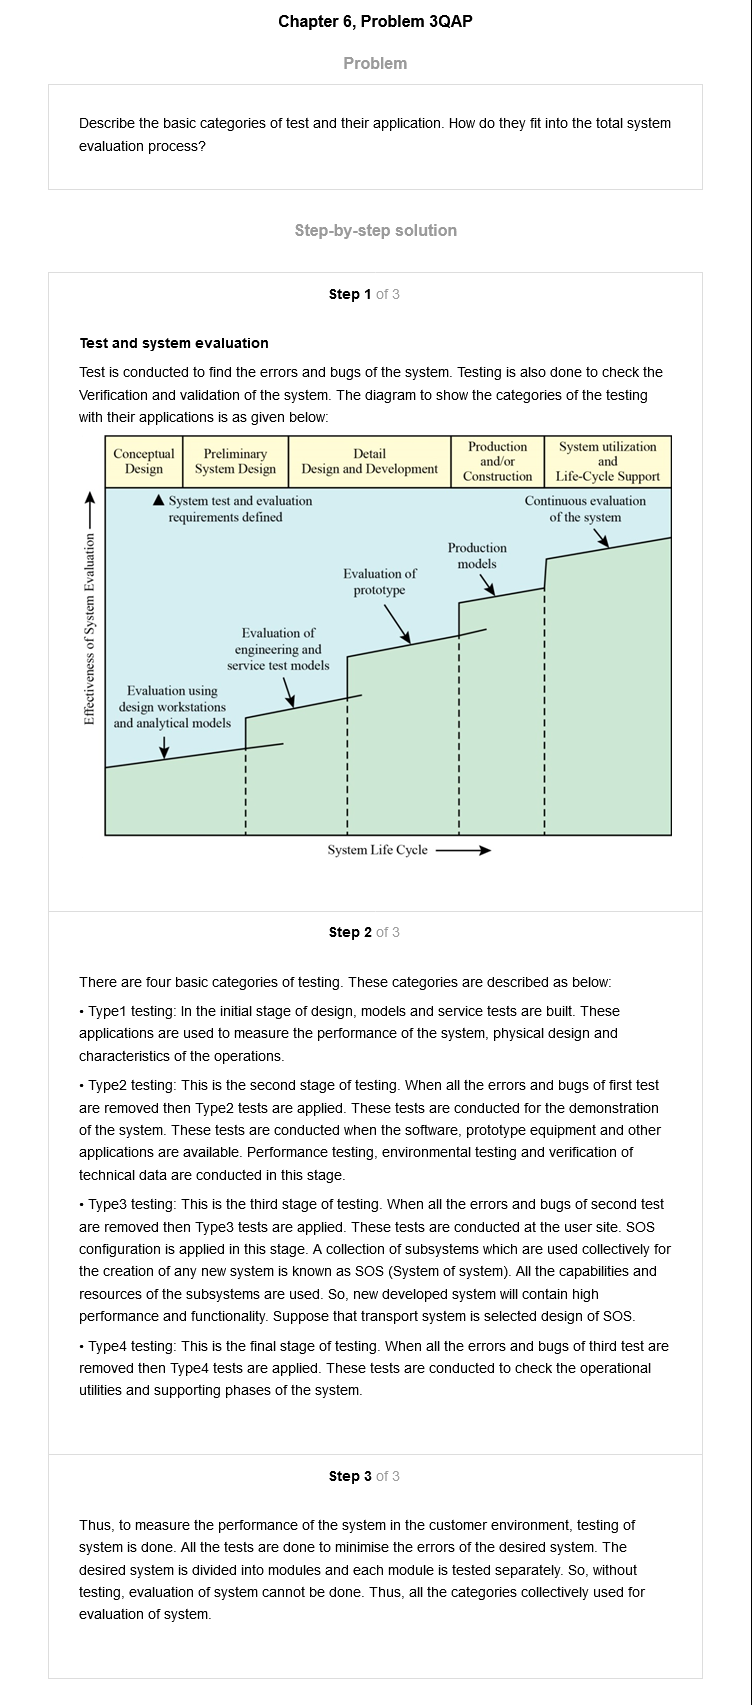 Chapter 6, Problem 3QAP
Problem
Describe the basic categories of test and their application. How do they fit into the total system
evaluation process?
Step-by-step solution
Step 1 of 3
Test and system evaluation
Test is conducted to find the errors and bugs of the system. Testing is also done to check the
Verification and validation of the system. The diagram to show the categories of the testing
with their applications is as given below:
Conceptual
Design
Preliminary
System Design
Detail
Design and Development
Production
and/or
Construction
System utilization
and
Life-Cycle Support
▲ System test and evaluation
requirements defined
Continuous evaluation
of the system
Production
models
Evaluation of
prototype
Evaluation of
engineering and
service test models
Evaluation using
design workstations
and analytical models
Effectiveness of System Evaluation
System Life Cycle
Step 2 of 3
There are four basic categories of testing. These categories are described as below:
• Type1 testing: In the initial stage of design, models and service tests are built. These
applications are used to measure the performance of the system, physical design and
characteristics of the operations.
• Type2 testing: This is the second stage of testing. When all the errors and bugs of first test
are removed then Type2 tests are applied. These tests are conducted for the demonstration
of the system. These tests are conducted when the software, prototype equipment and other
applications are available. Performance testing, environmental testing and verification of
technical data are conducted in this stage.
• Type3 testing: This is the third stage of testing. When all the errors and bugs of second test
are removed then Type3 tests are applied. These tests are conducted at the user site. SOS
configuration is applied in this stage. A collection of subsystems which are used collectively for
the creation of any new system is known as SOS (System of system). All the capabilities and
resources of the subsystems are used. So, new developed system will contain high
performance and functionality. Suppose that transport system is selected design of SOS.
• Type4 testing: This is the final stage of testing. When all the errors and bugs of third test are
removed then Type4 tests are applied. These tests are conducted to check the operational
utilities and supporting phases of the system.
Step 3 of 3
Thus, to measure the performance of the system in the customer environment, testing of
system is done. All the tests are done to minimise the errors of the desired system. The
desired system is divided into modules and each module is tested separately. So, without
testing, evaluation of system cannot be done. Thus, all the categories collectively used for
evaluation of system.